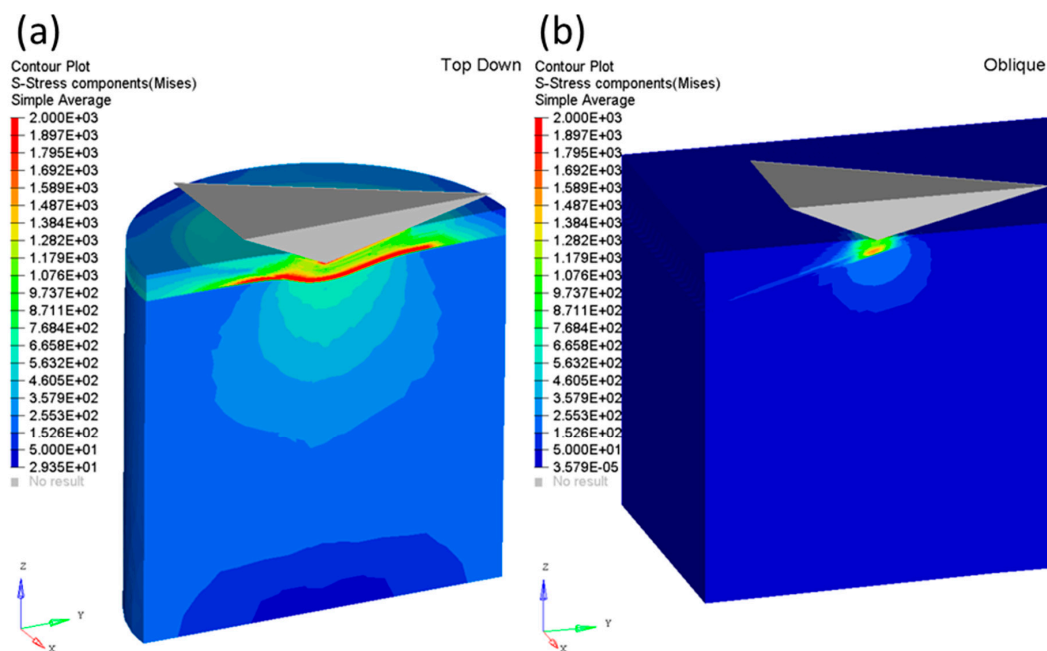 (a)
Contour Plot
S-Stress components(Mises)
Simple Average
Top Down
2.000E+03
1.897E+03
1.795E+03
1.692E+03
1.589E+03
1.487E+03
1.384E+03
1.282E+03
1.179E+03
1.076E+03
9.737E+02
8.711E+02
7.684E+02
6.658E+02
5.632E+02
4.605E+02
3.579E+02
2.553E+02
1.526E+02
5.000E+01
2.935E+01
No result
Z
Y
X
(b)
Contour Plot
S-Stress components(Mises)
Simple Average
Oblique
2.000E+03
1.897E+03
1.795E+03
1.692E+03
1.589E+03
1.487E+03
1.384E+03
1.282E+03
1.179E+03
1.076E+03
9.737E+02
8.711E+02
7.684E+02
6.658E+02
5.632E+02
4.605E+02
3.579E+02
2.553E+02
1.526E+02
5.000E+01
3.579E-05
No result
Z
Y
X